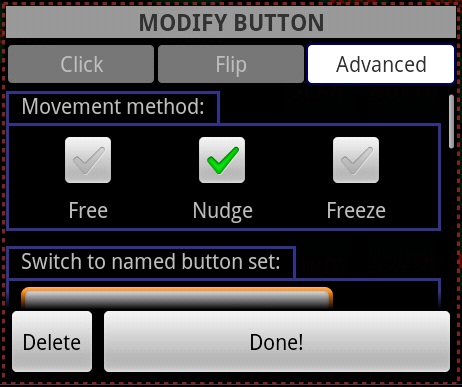 MODIFY BUTTON
Click Flip Advanced
Movement method:
Free Nudge Freeze
Switch to named button set:
Delete Done!